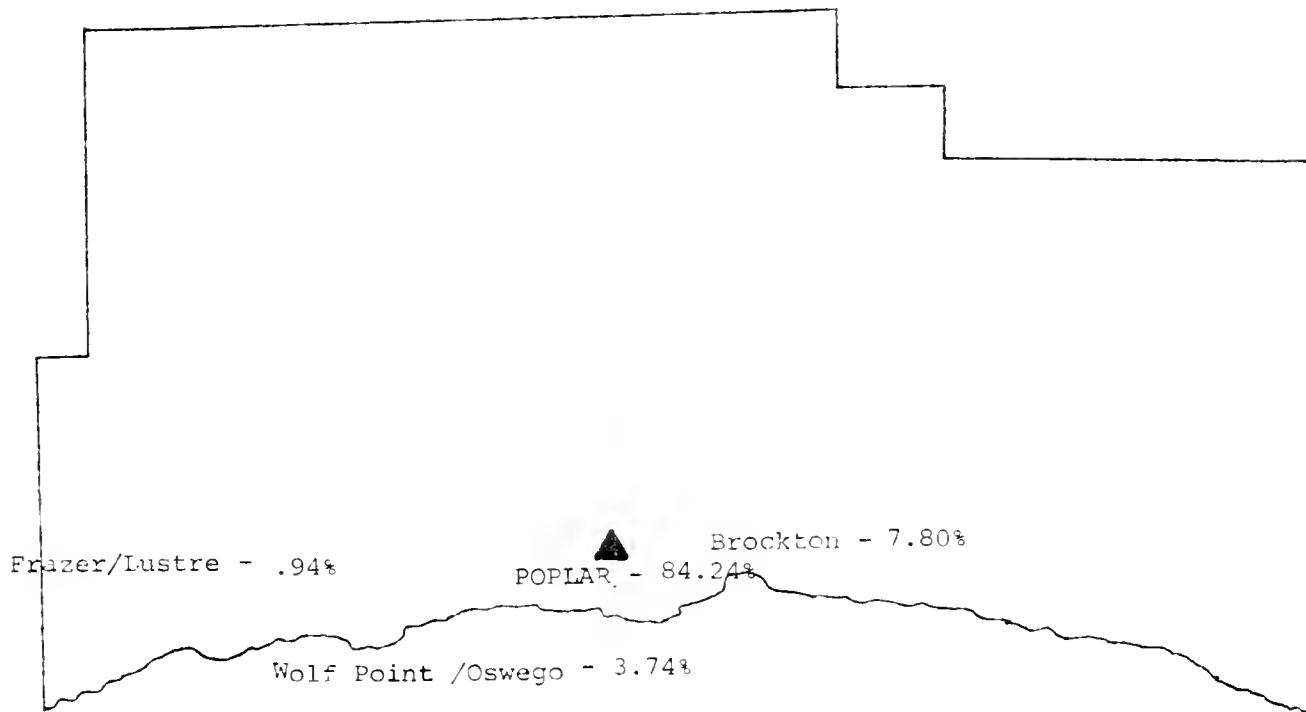 Brockton - 7.80%
Frazer/Lustre - .94%
POPLAR - 84.24%
Wolf Point /Oswego - 3.74%